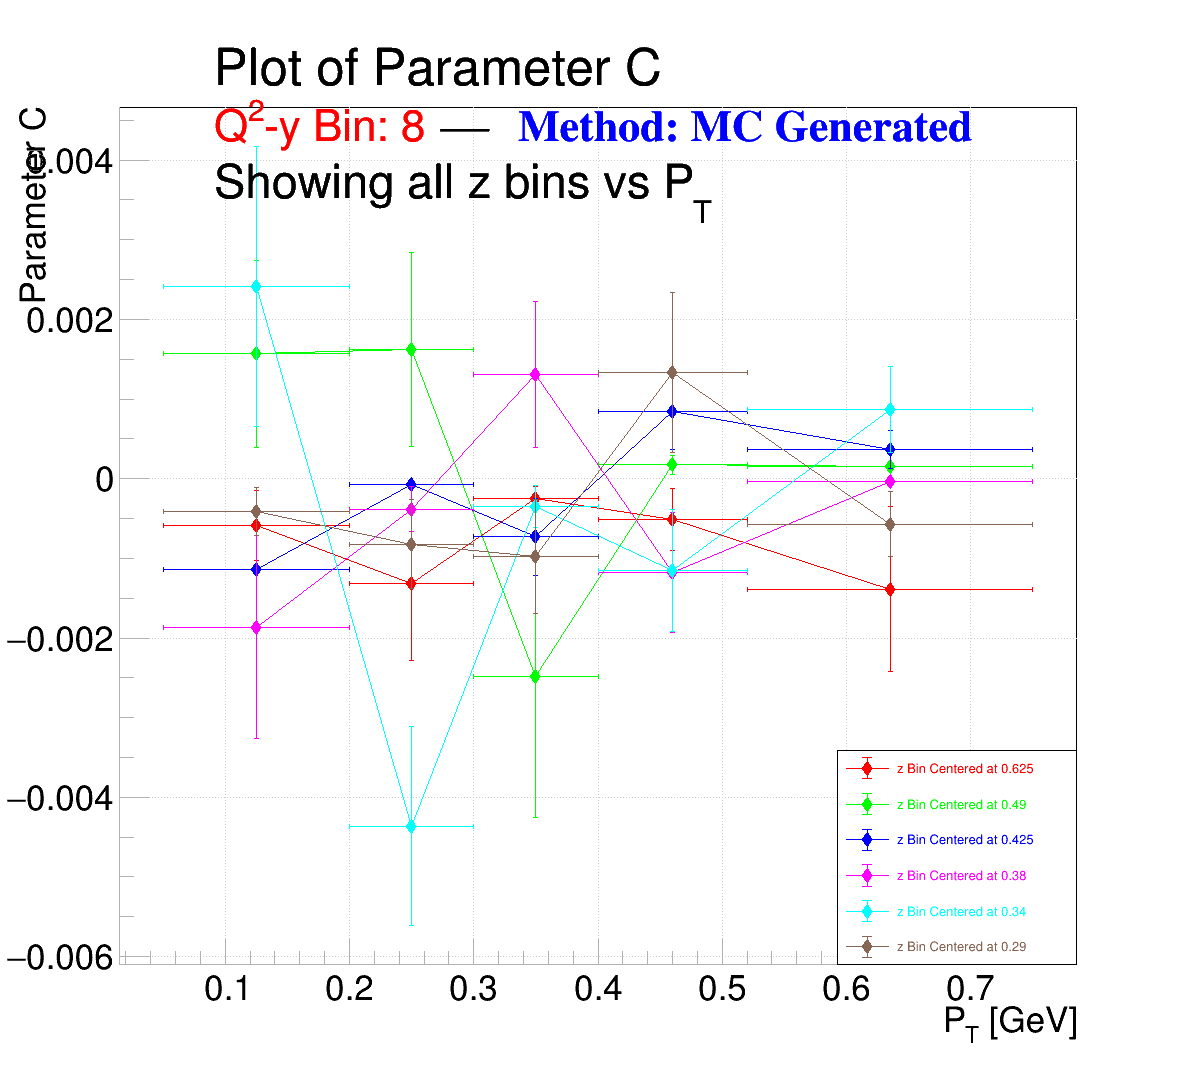 Plot of Parameter C
Q²-y Bin: 8 — Method: MC Generated
Showing all z bins vs P_T
Parameter C
0.004
0.002
0
−0.002
−0.004
−0.006
0.1 0.2 0.3 0.4 0.5 0.6 0.7
P_T [GeV]
z Bin Centered at 0.625
z Bin Centered at 0.49
z Bin Centered at 0.425
z Bin Centered at 0.38
z Bin Centered at 0.34
z Bin Centered at 0.29